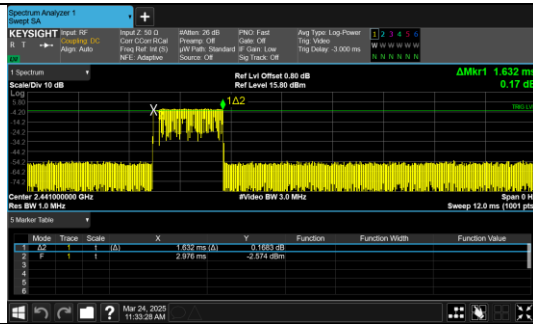 Spectrum Analyzer 1
Swept SA
+
KEYSIGHT
R T
Input: RF
Coupling: DC
Align: Auto
Input Z: 50 Ω
Corr CCorr RCal
Freq Ref: Int (S)
NFE: Adaptive
#Atten: 26 dB
Preamp: Off
µW Path: Standard
Source: Off
PNO: Fast
Gate: Off
IF Gain: Low
Sig Track: Off
Avg Type: Log-Power
Trig: Video
Trig Delay: -3.000 ms
1 2 3 4 5 6
W W W W W W
N N N N N N
1 Spectrum
Scale/Div 10 dB
Ref Lvl Offset 0.80 dB
Ref Level 15.80 dBm
ΔMkr1 1.632 ms
0.17 dB
Log
5.80
-4.20
-14.2
-24.2
-34.2
-44.2
-54.2
-64.2
-74.2
X
1Δ2
TRIG LVL
Center 2.441000000 GHz
Res BW 1.0 MHz
#Video BW 3.0 MHz
Span 0 Hz
Sweep 12.0 ms (1001 pts)
5 Marker Table
Mode Trace Scale X Y Function Function Width Function Value
1 Δ2 1 t (Δ) 1.632 ms (Δ) 0.1683 dB
2 F 1 t 2.976 ms -2.574 dBm
3
4
5
6
?
Mar 24, 2025
11:33:28 AM